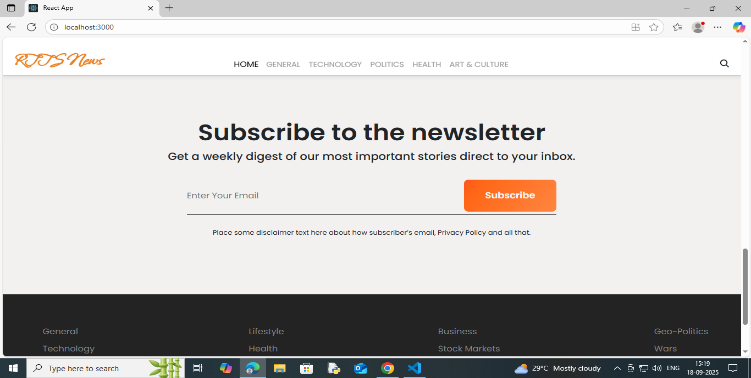 React App
localhost:3000
RTTS News
HOME GENERAL TECHNOLOGY POLITICS HEALTH ART & CULTURE
Subscribe to the newsletter
Get a weekly digest of our most important stories direct to your inbox.
Enter Your Email
Subscribe
Place some disclaimer text here about how subscriber's email, Privacy Policy and all that.
General Lifestyle Business Geo-Politics
Technology Health Stock Markets Wars
Type here to search
29°C Mostly cloudy
ENG
15:19
18-09-2025